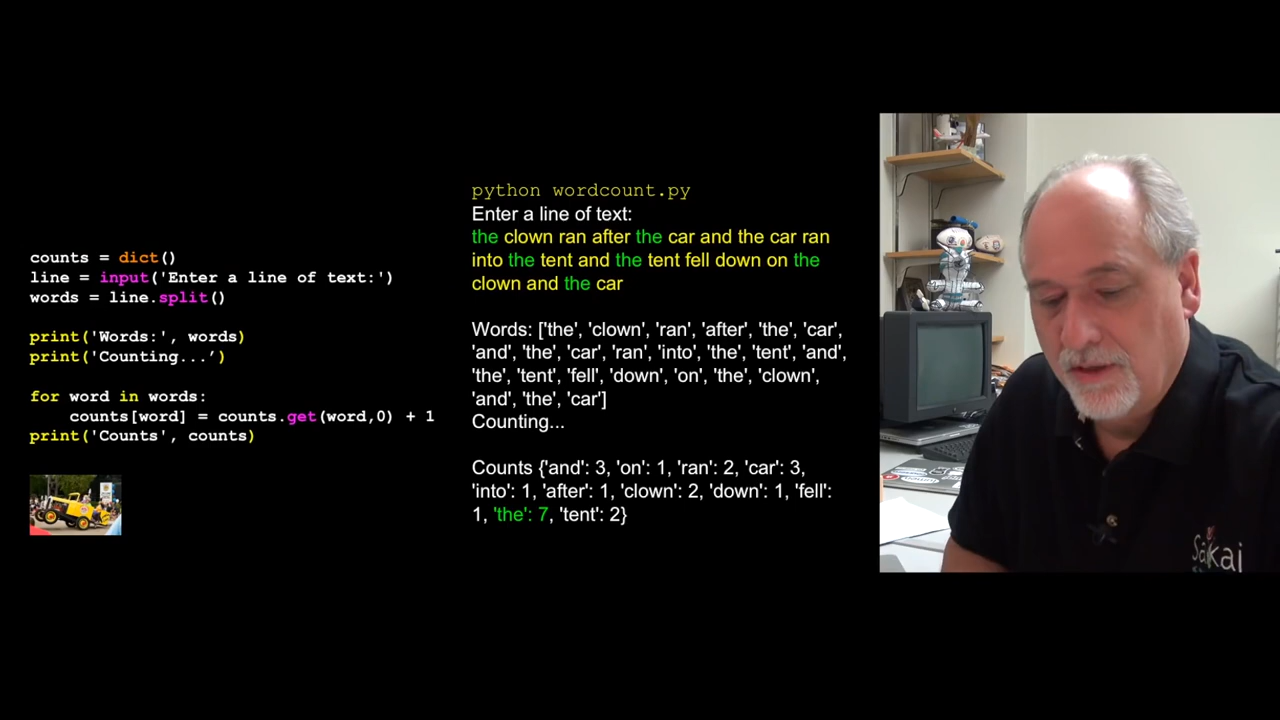 counts = dict()
line = input('Enter a line of text:')
words = line.split()
print('Words:', words)
print('Counting...’)
for word in words:
    counts[word] = counts.get(word,0) + 1
print('Counts', counts)
python wordcount.py
Enter a line of text:
the clown ran after the car and the car ran
into the tent and the tent fell down on the
clown and the car
Words: ['the', 'clown', 'ran', 'after', 'the', 'car',
'and', 'the', 'car', 'ran', 'into', 'the', 'tent', 'and',
'the', 'tent', 'fell', 'down', 'on', 'the', 'clown',
'and', 'the', 'car']
Counting...
Counts {'and': 3, 'on': 1, 'ran': 2, 'car': 3,
'into': 1, 'after': 1, 'clown': 2, 'down': 1, 'fell':
1, 'the': 7, 'tent': 2}
Sakai